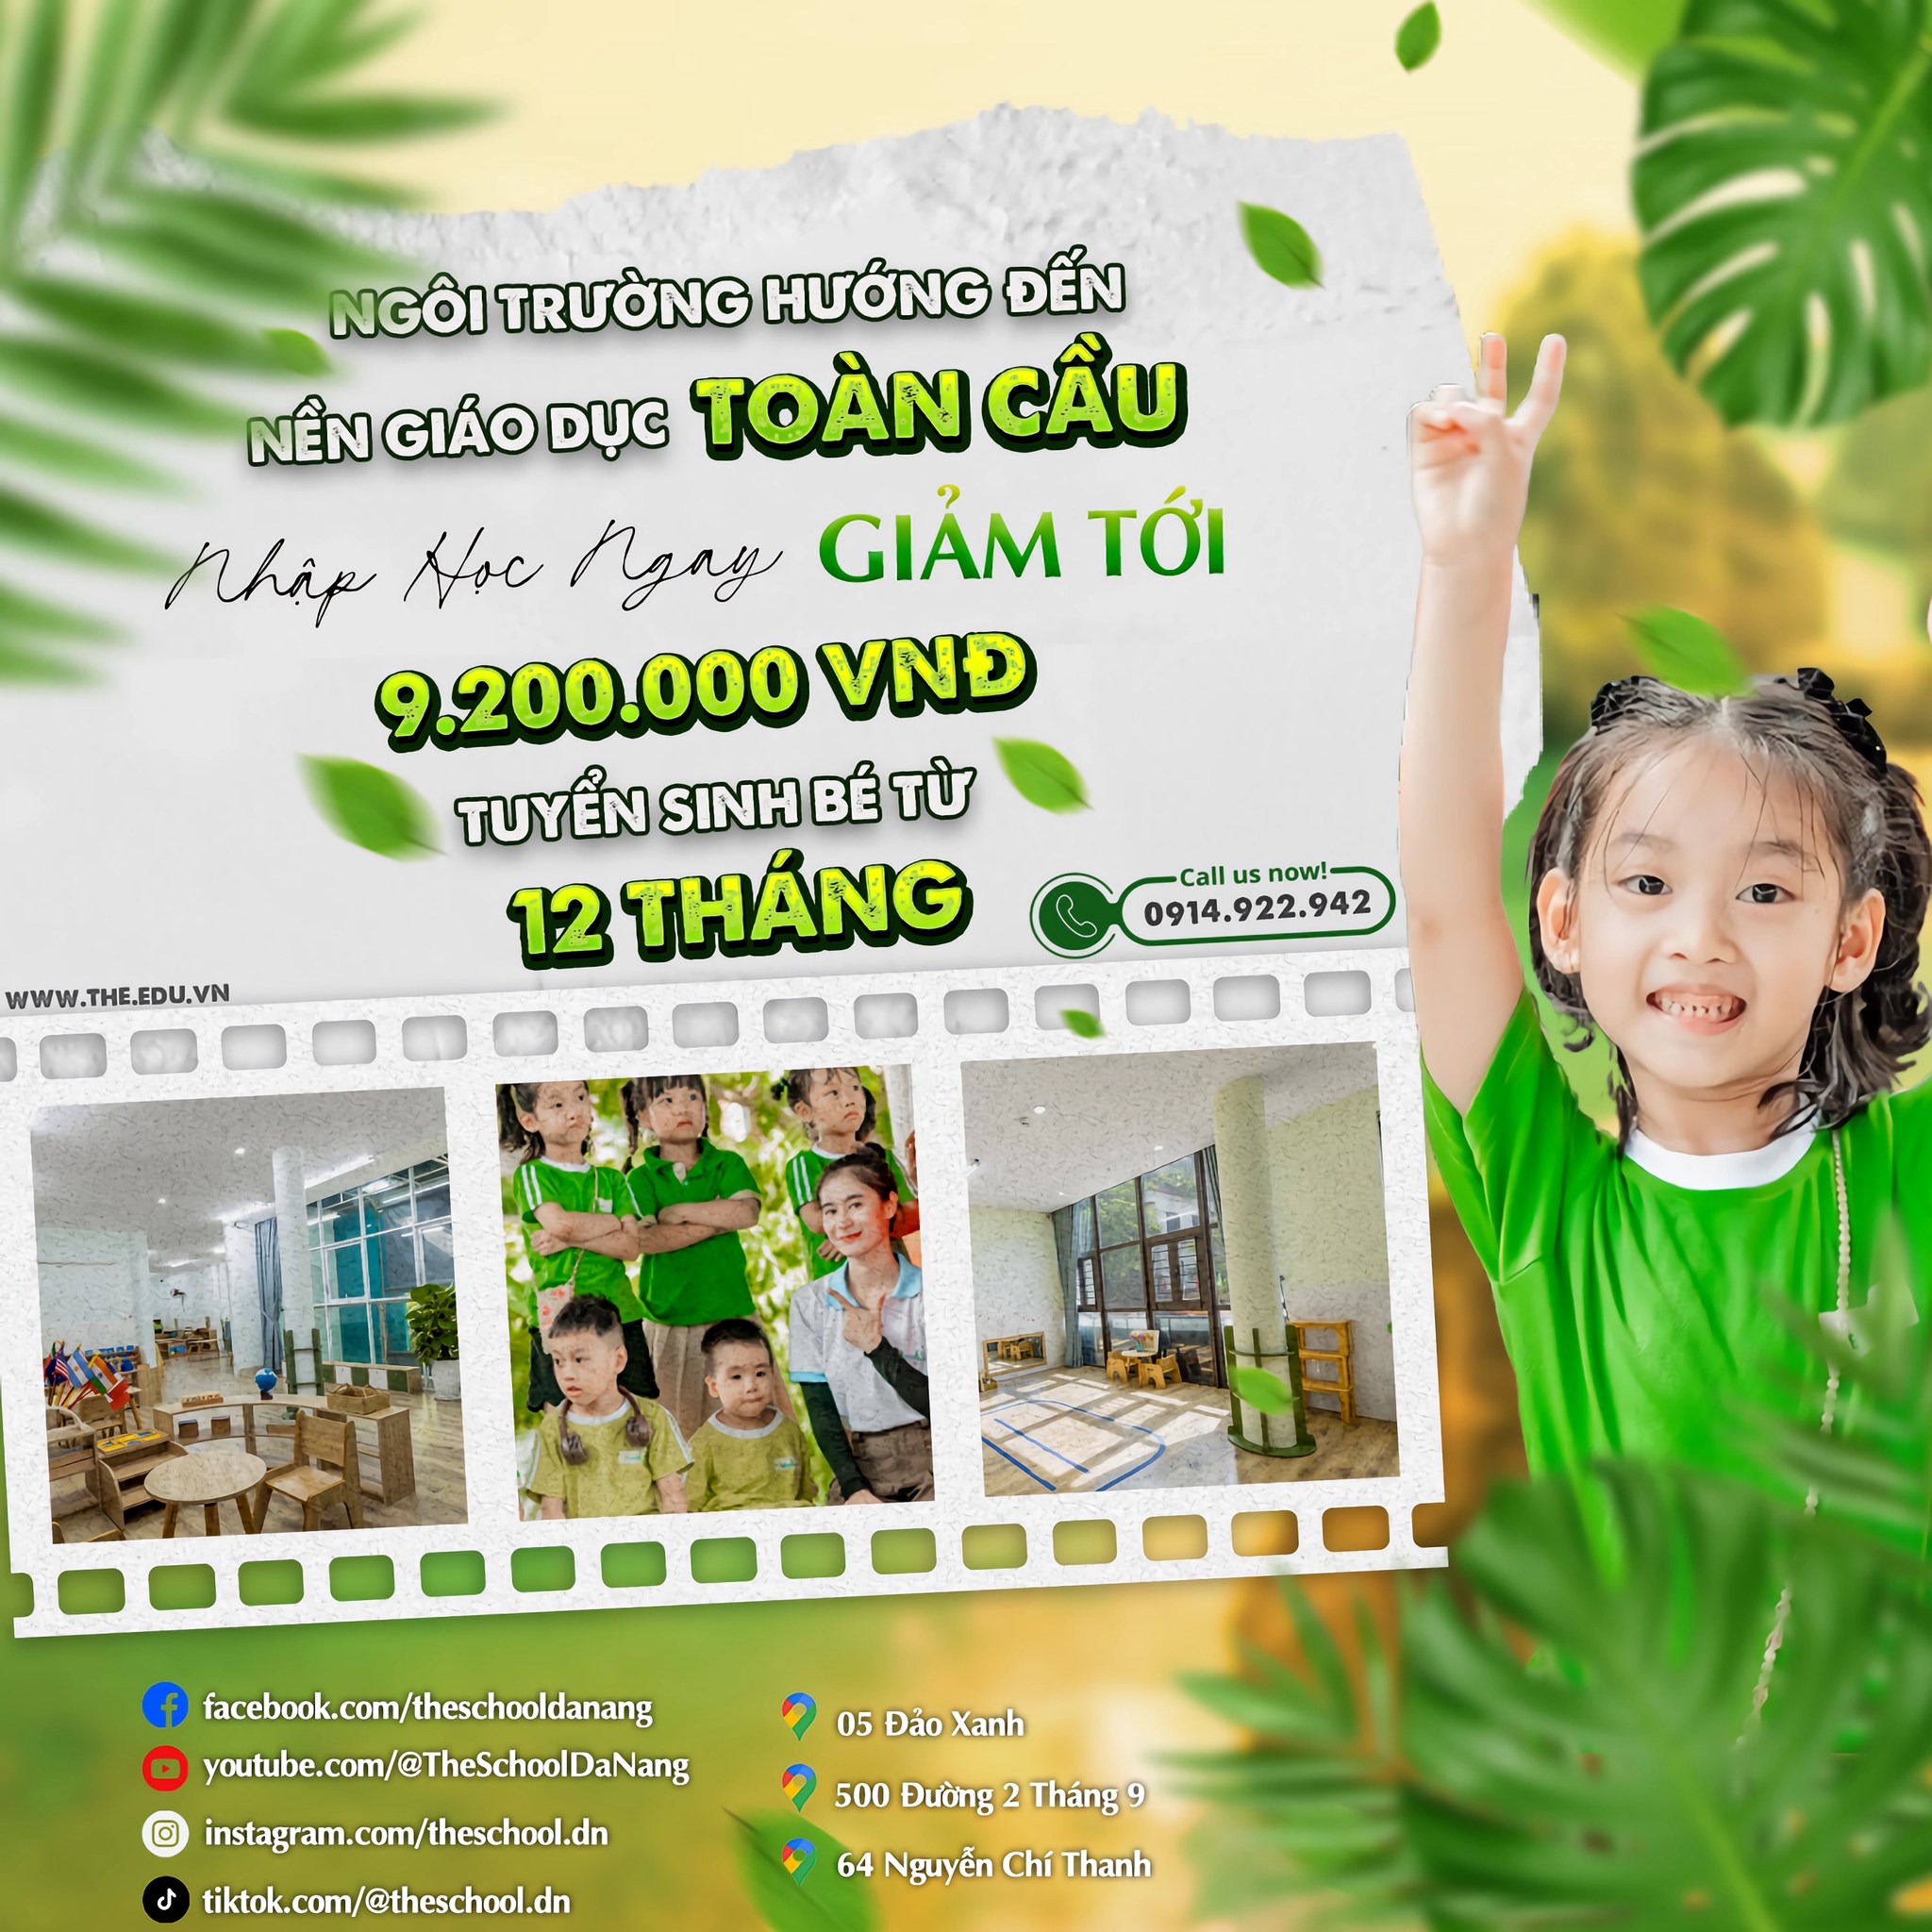 NGÔI TRƯỜNG HƯỚNG ĐẾN
NỀN GIÁO DỤC TOÀN CẦU
Nhập Học Ngay GIẢM TỚI
9.200.000 VNĐ
TUYỂN SINH BÉ TỪ
12 THÁNG
Call us now!
0914.922.942
WWW.THE.EDU.VN
facebook.com/theschooldanang
youtube.com/@TheSchoolDaNang
instagram.com/theschool.dn
tiktok.com/@theschool.dn
05 Đảo Xanh
500 Đường 2 Tháng 9
64 Nguyễn Chí Thanh